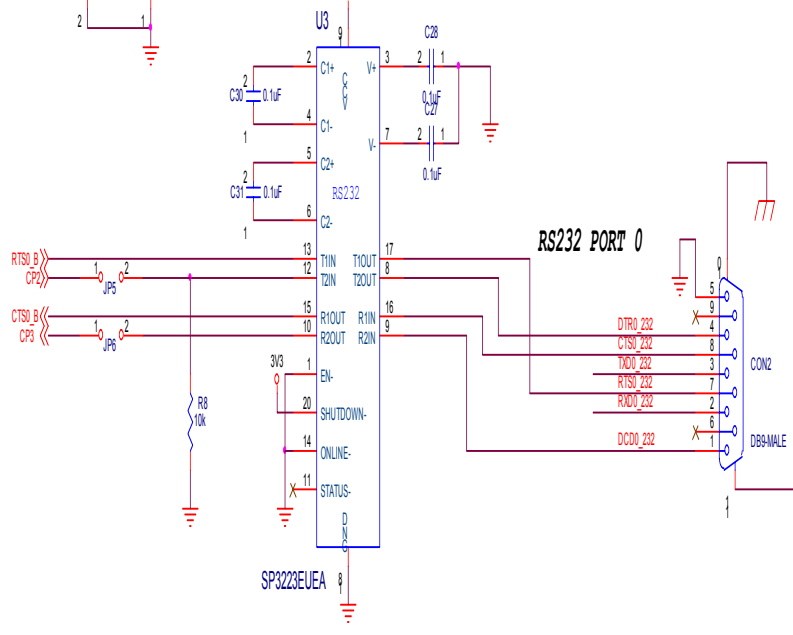 2 1
U3
9 1
C28
2 C1+ V+ 3 2 1
VCC
C30 2 0.1uF 0.1uF
C27
4 C1- 1
7 V- 2 1
5 C2+
0.1uF
C31 2 0.1uF
RS232
6 C2- 1
RS232 PORT 0
RTS0_B 13 T1IN T1OUT 17
CP2 1 2 12 T2IN T2OUT 8
JP5
0
5
9
CTS0_B 15 R1OUT R1IN 16
CP3 1 2 10 R2OUT R2IN 9
JP6
DTR0_232 4
CTS0_232 8
TXD0_232 3
CON2
RTS0_232 7
RXD0_232 2
6
DCD0_232 1
DB9-MALE
3V3
1 EN-
R8
10k
20 SHUTDOWN-
14 ONLINE-
11 STATUS-
GND
SP3223EUEA